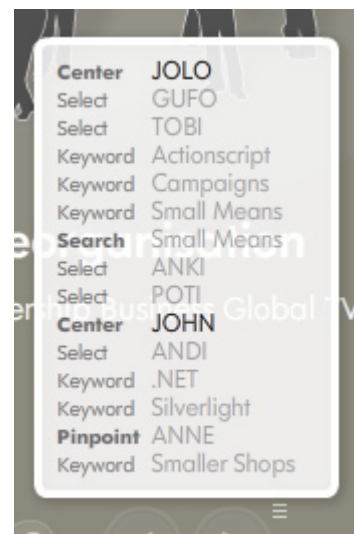 Center JOLO
Select GUFO
Select TOBI
Keyword Actionscript
Keyword Campaigns
Keyword Small Means
Search Small Means
Select ANKI
Select POTI
Center JOHN
Select ANDI
Keyword .NET
Keyword Silverlight
Pinpoint ANNE
Keyword Smaller Shops